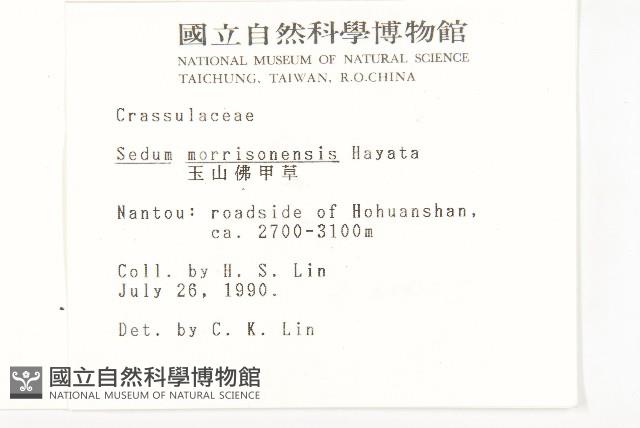 國立自然科學博物館
NATIONAL MUSEUM OF NATURAL SCIENCE
TAICHUNG, TAIWAN, R.O.CHINA
Crassulaceae
Sedum morrisonensis Hayata
玉山佛甲草
Nantou: roadside of Hohuanshan,
ca. 2700-3100m
Coll. by H. S. Lin
July 26, 1990.
Det. by C. K. Lin
國立自然科學博物館
NATIONAL MUSEUM OF NATURAL SCIENCE